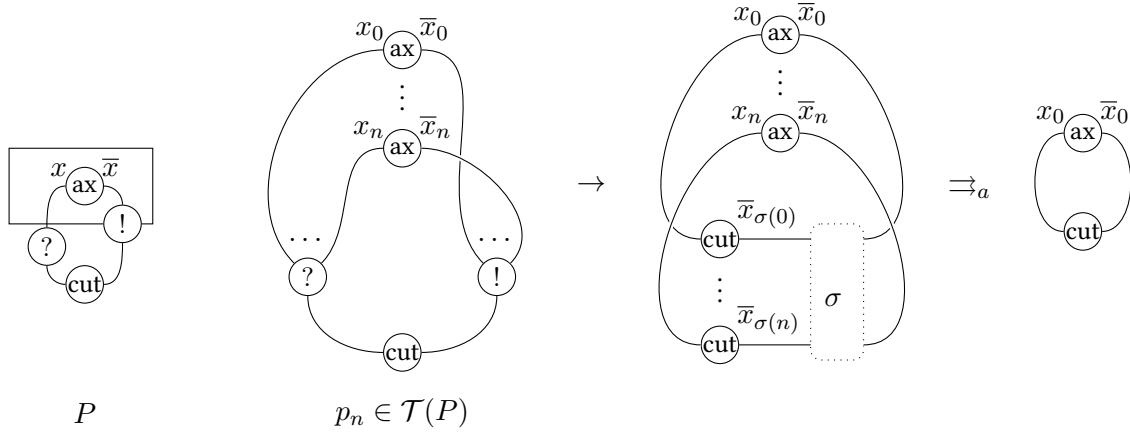 x₀ ax x̄₀
⋮
xₙ ax x̄ₙ
… …
? !
cut
x ax x̄
? !
cut
→
x₀ ax x̄₀
⋮
xₙ ax x̄ₙ
cut x̄_{σ(0)}
⋮
σ
cut x̄_{σ(n)}
⇉ₐ
x₀ ax x̄₀
cut
P
pₙ ∈ 𝒯(P)